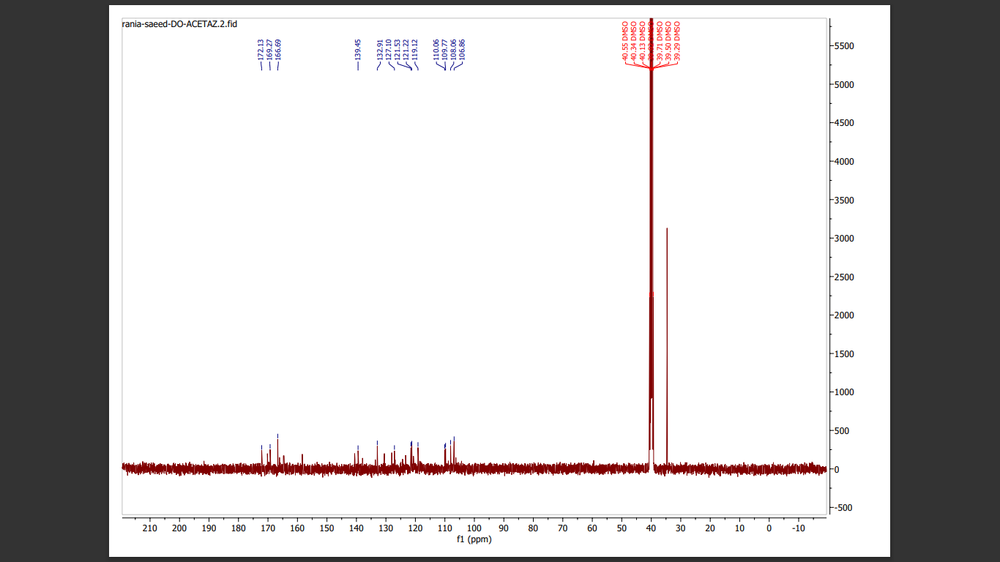 rania-saeed-DO-ACETAZ.2.fid
172.13
169.27
166.69
139.45
132.91
127.10
121.53
121.22
119.12
110.06
109.77
108.06
106.86
40.55 DMSO
40.34 DMSO
40.13 DMSO
39.71 DMSO
39.50 DMSO
39.29 DMSO
5500
5000
4500
4000
3500
3000
2500
2000
1500
1000
500
0
-500
210 200 190 180 170 160 150 140 130 120 110 100 90 80 70 60 50 40 30 20 10 0 -10
f1 (ppm)